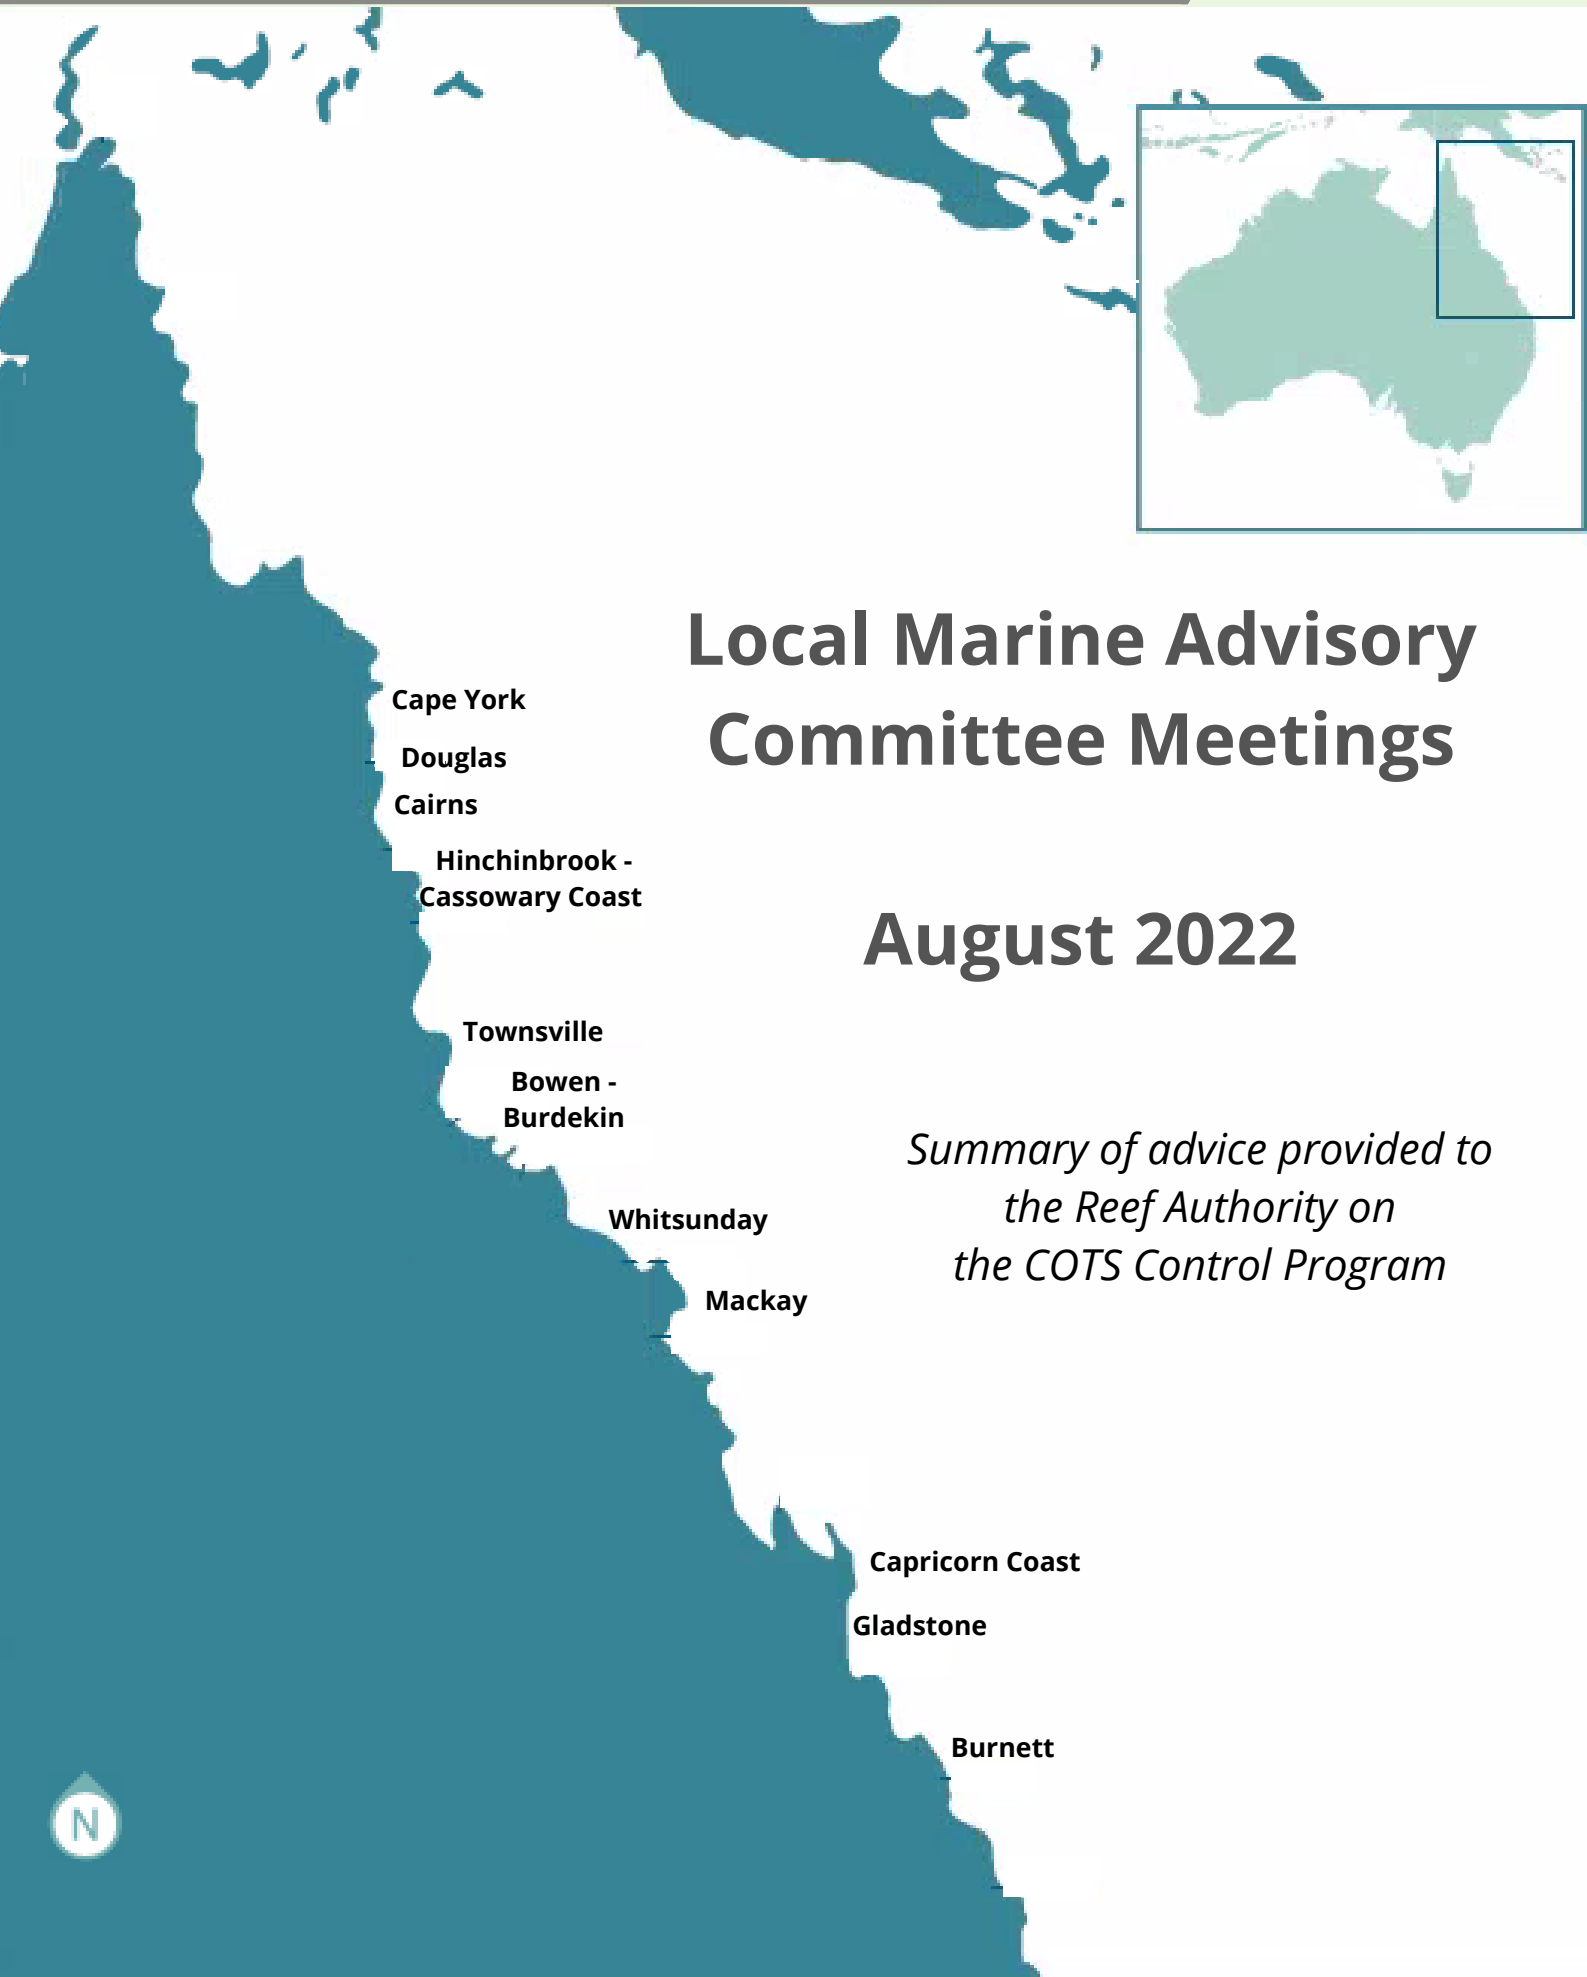 Local Marine Advisory
Committee Meetings
August 2022
Summary of advice provided to
the Reef Authority on
the COTS Control Program
Cape York
Douglas
Cairns
Hinchinbrook -
Cassowary Coast
Townsville
Bowen -
Burdekin
Whitsunday
Mackay
Capricorn Coast
Gladstone
Burnett
N